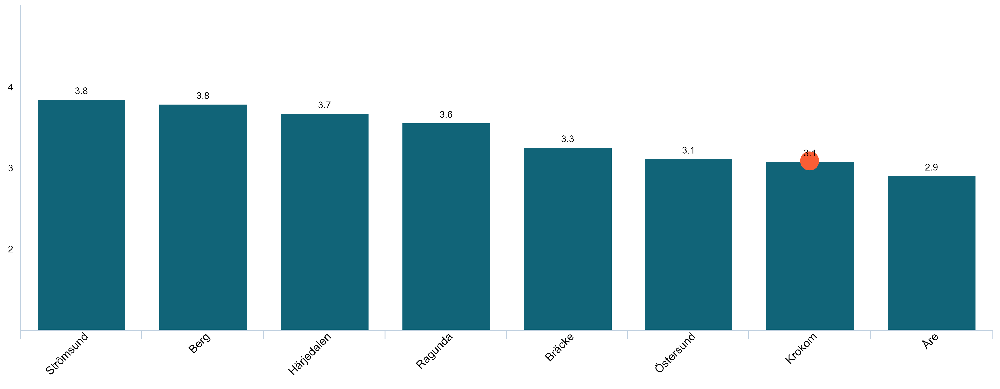 4
3
2
3.8
3.8
3.7
3.6
3.3
3.1
3.1
2.9
Strömsund
Berg
Härjedalen
Ragunda
Bräcke
Östersund
Krokom
Åre